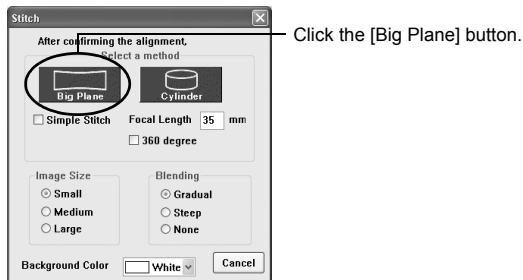 Stitch
After confirming the alignment,
Select a method
Big Plane Cylinder
Simple Stitch Focal Length 35 mm
360 degree
Image Size Blending
Small Gradual
Medium Steep
Large None
Background Color White Cancel
Click the [Big Plane] button.